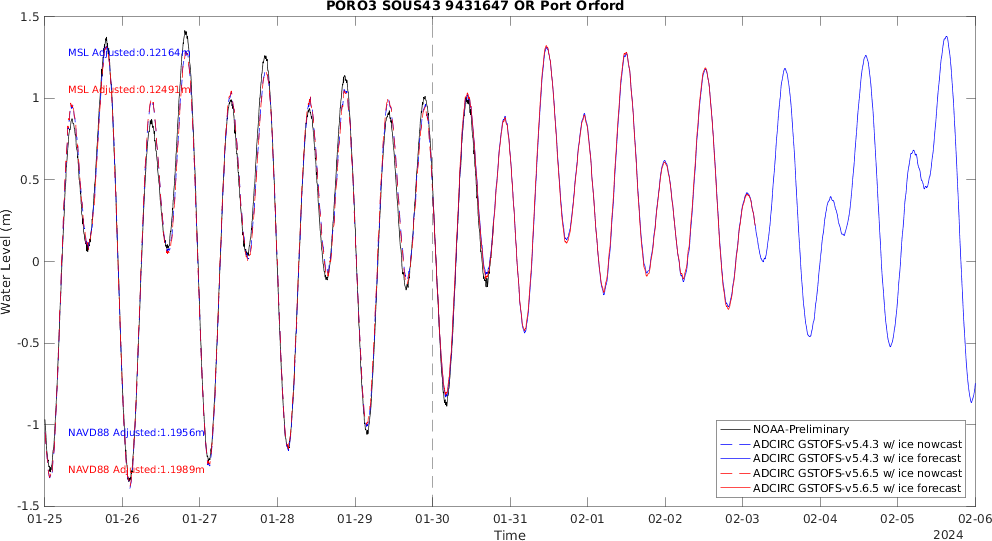 PORO3 SOUS43 9431647 OR Port Orford
1.5
1
0.5
0
-0.5
-1
-1.5
Water Level (m)
MSL Adjusted:0.12164m
MSL Adjusted:0.12491m
NAVD88 Adjusted:1.1956m
NAVD88 Adjusted:1.1989m
NOAA-Preliminary
ADCIRC GSTOFS-v5.4.3 w/ ice nowcast
ADCIRC GSTOFS-v5.4.3 w/ ice forecast
ADCIRC GSTOFS-v5.6.5 w/ ice nowcast
ADCIRC GSTOFS-v5.6.5 w/ ice forecast
01-25 01-26 01-27 01-28 01-29 01-30 01-31 02-01 02-02 02-03 02-04 02-05 02-06
Time
2024